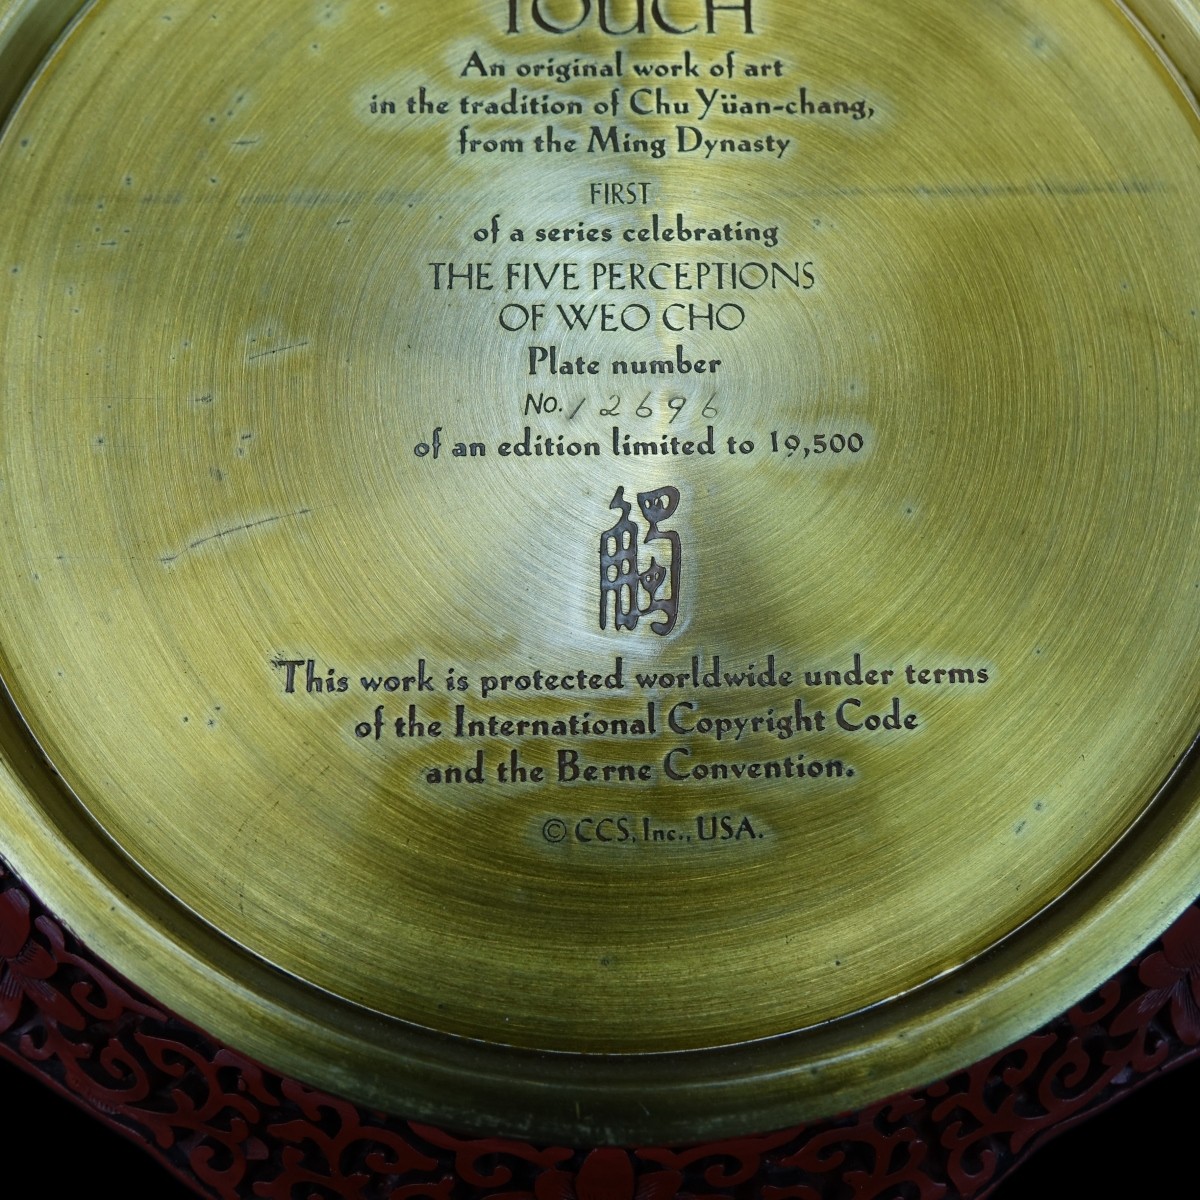 TOUCH
An original work of art
in the tradition of Chu Yüan-chang,
from the Ming Dynasty
FIRST
of a series celebrating
THE FIVE PERCEPTIONS
OF WEO CHO
Plate number
No. 12696
of an edition limited to 19,500
觸
This work is protected worldwide under terms
of the International Copyright Code
and the Berne Convention.
© CCS, Inc., USA.